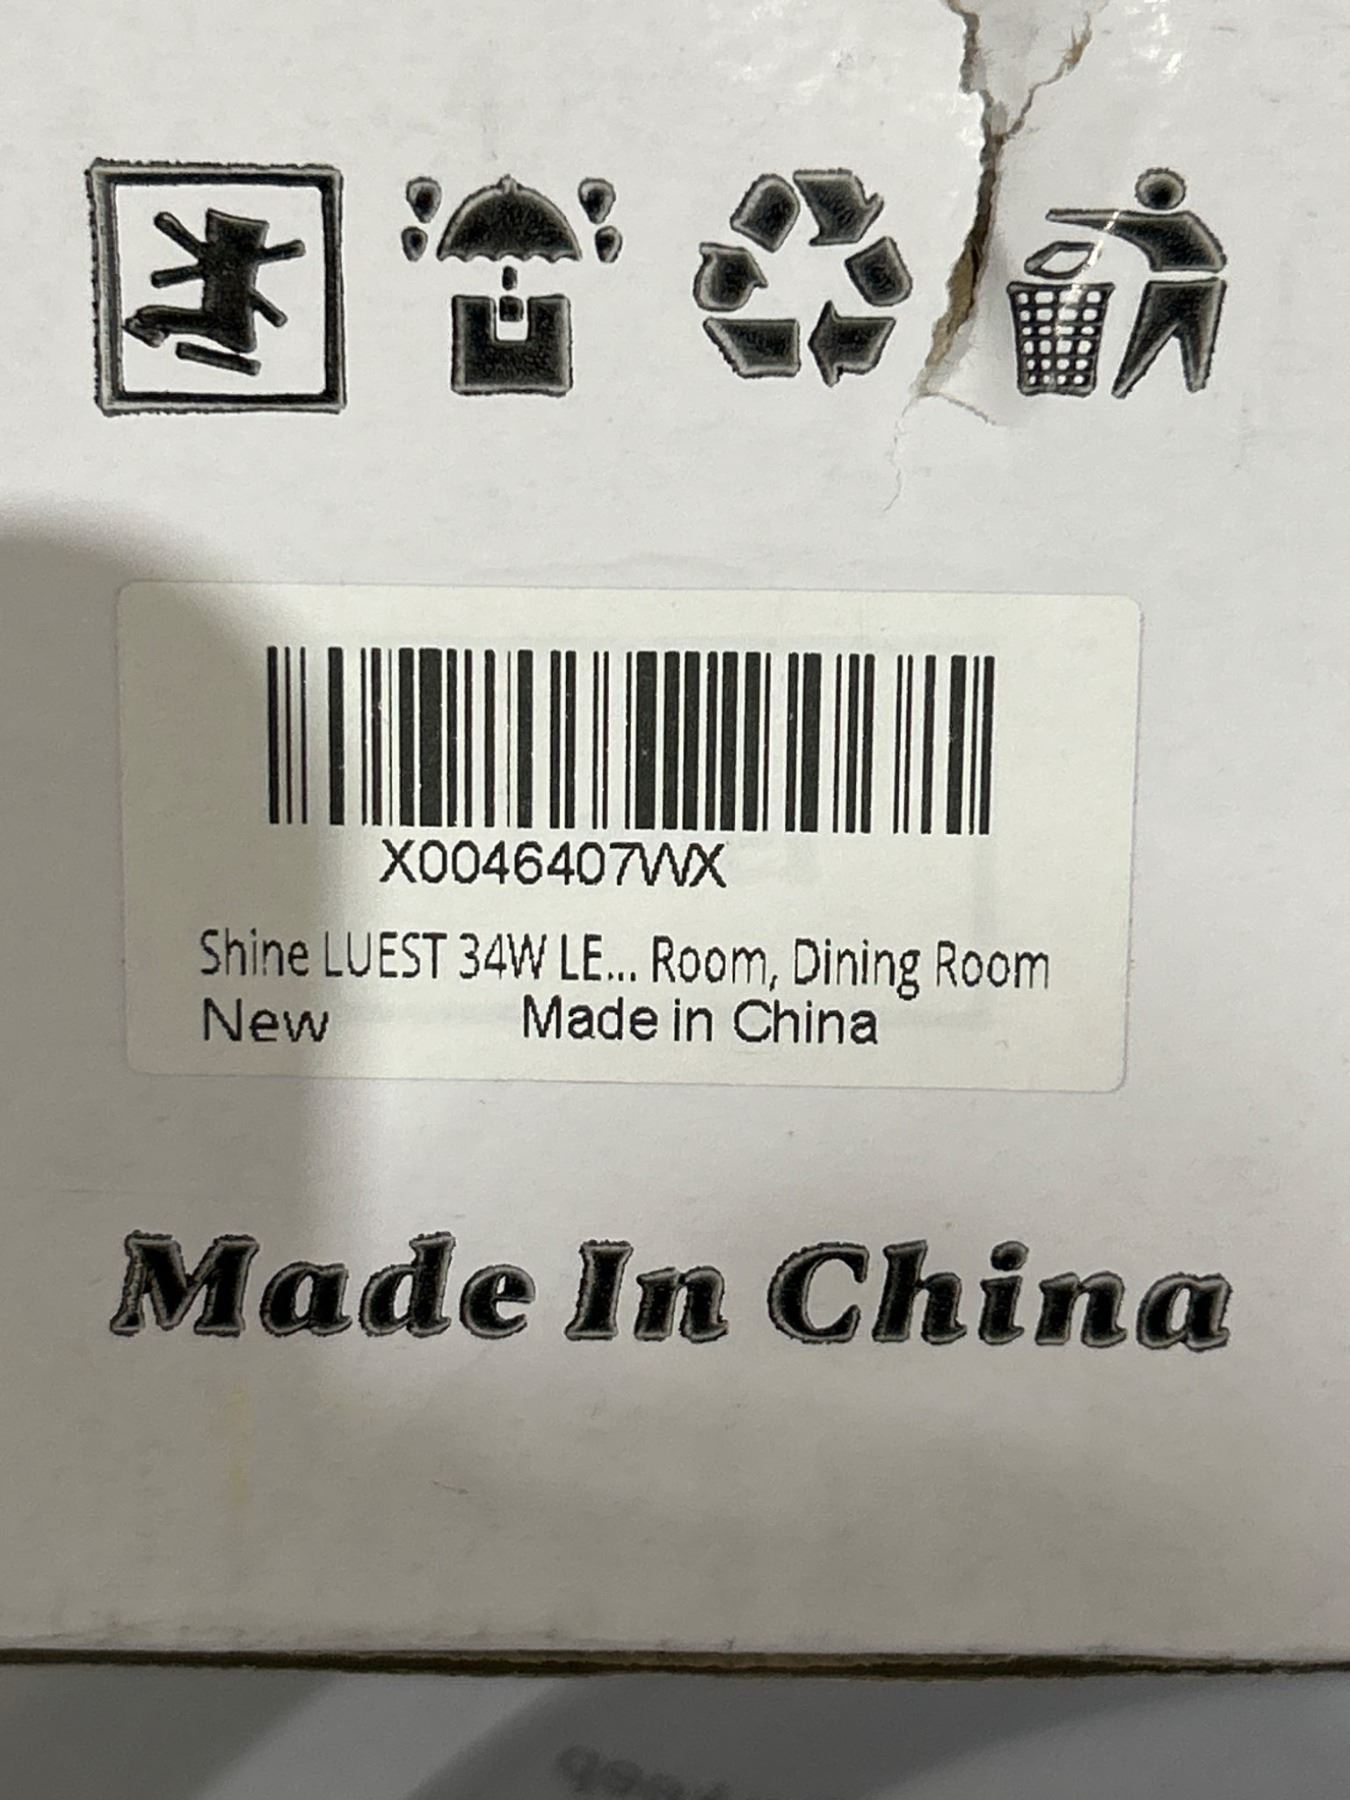 X0046407WX
Shine LUEST 34W LE... Room, Dining Room
New Made in China
Made In China